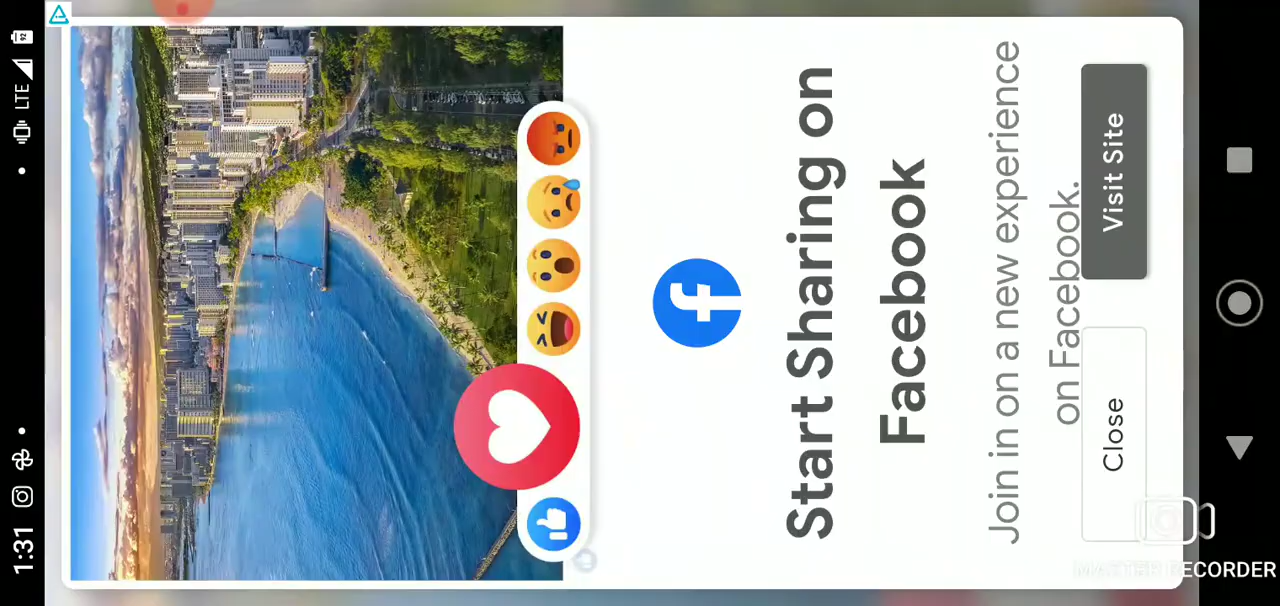 1:31
LTE
92
Start Sharing on
Facebook
Join in on a new experience
on Facebook.
Close
Visit Site
MASTER RECORDER